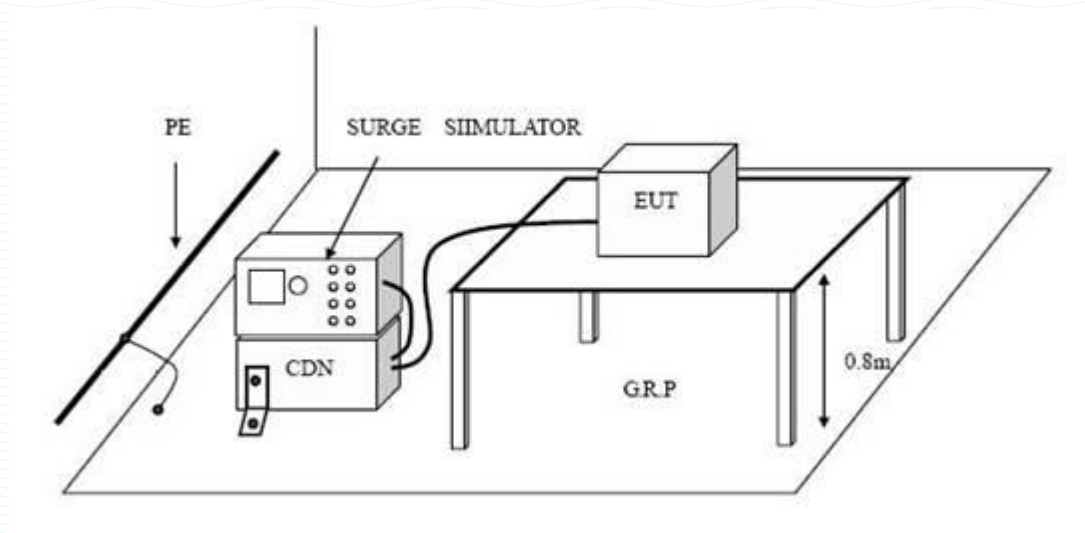 PE
SURGE SIIMULATOR
EUT
CDN
0.8m
G.R.P